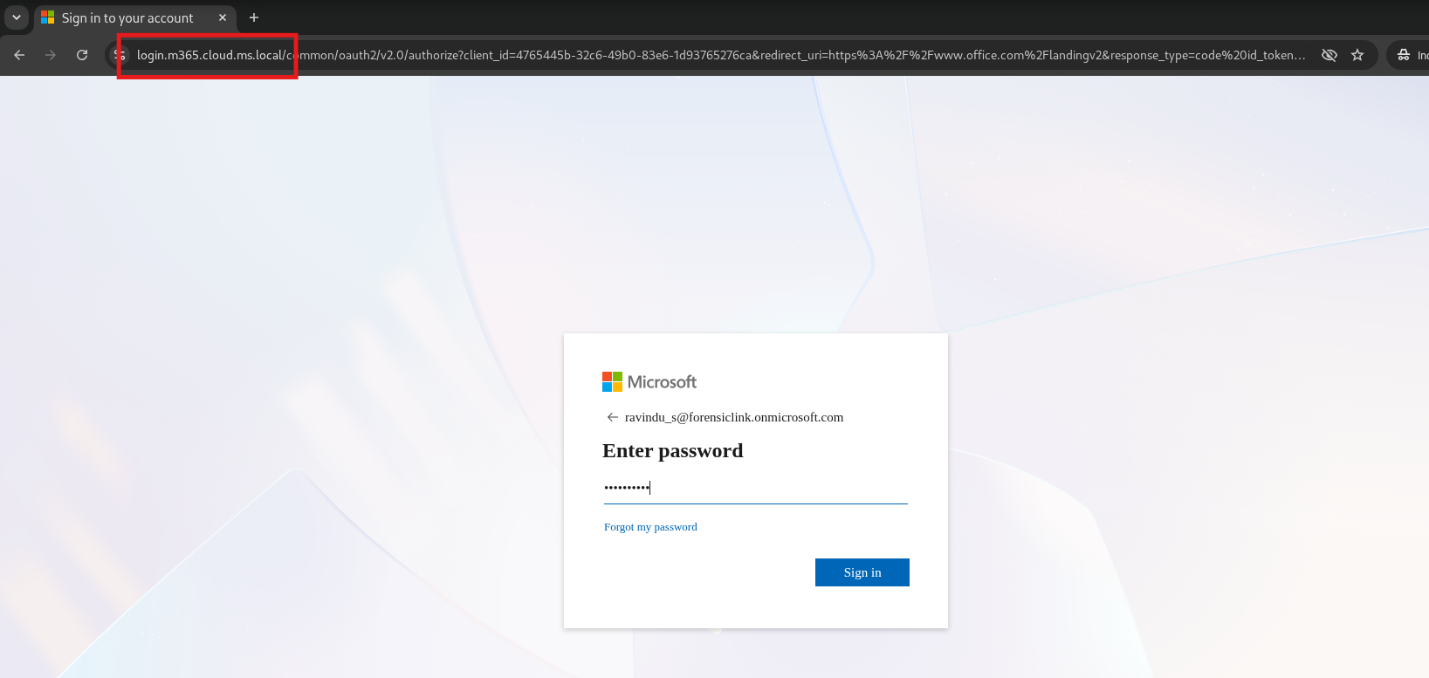 Sign in to your account
login.m365.cloud.ms.local/common/oauth2/v2.0/authorize?client_id=4765445b-32c6-49b0-83e6-1d93765276ca&redirect_uri=https%3A%2F%2Fwww.office.com%2Flandingv2&response_type=code%20id_token...
Microsoft
ravindu_s@forensiclink.onmicrosoft.com
Enter password
Forgot my password
Sign in